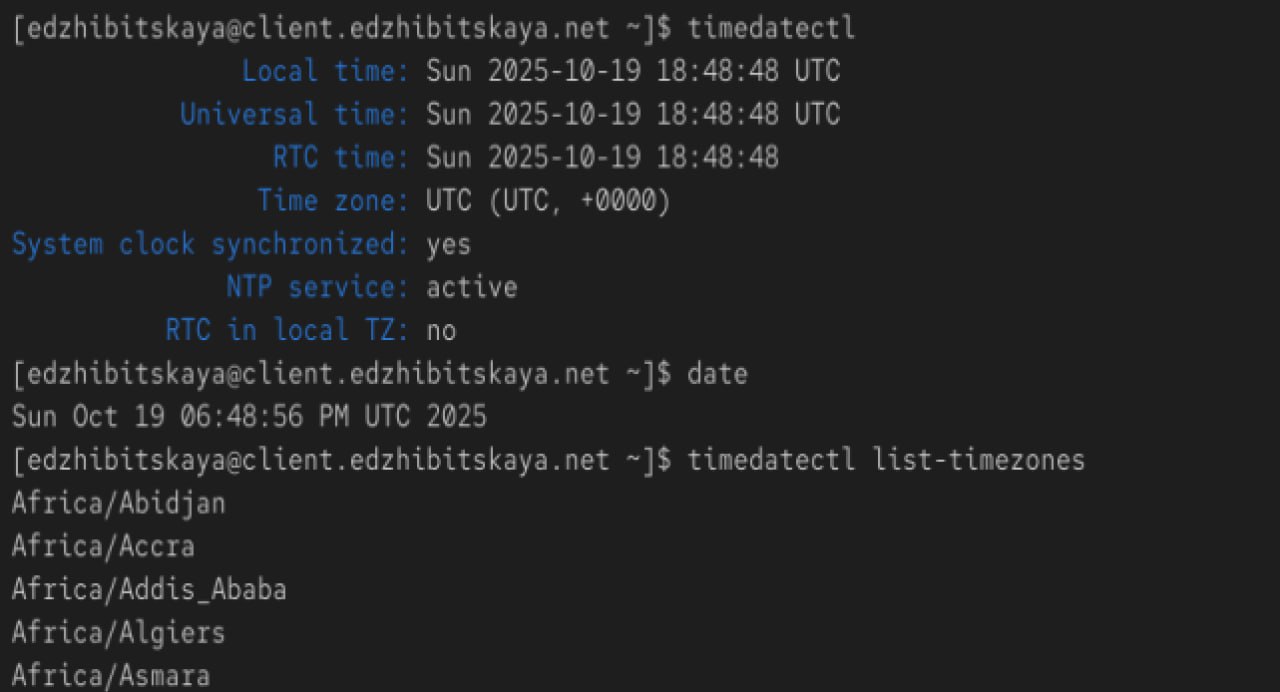 [edzhibitskaya@client.edzhibitskaya.net ~]$ timedatectl
Local time: Sun 2025-10-19 18:48:48 UTC
Universal time: Sun 2025-10-19 18:48:48 UTC
RTC time: Sun 2025-10-19 18:48:48
Time zone: UTC (UTC, +0000)
System clock synchronized: yes
NTP service: active
RTC in local TZ: no
[edzhibitskaya@client.edzhibitskaya.net ~]$ date
Sun Oct 19 06:48:56 PM UTC 2025
[edzhibitskaya@client.edzhibitskaya.net ~]$ timedatectl list-timezones
Africa/Abidjan
Africa/Accra
Africa/Addis_Ababa
Africa/Algiers
Africa/Asmara